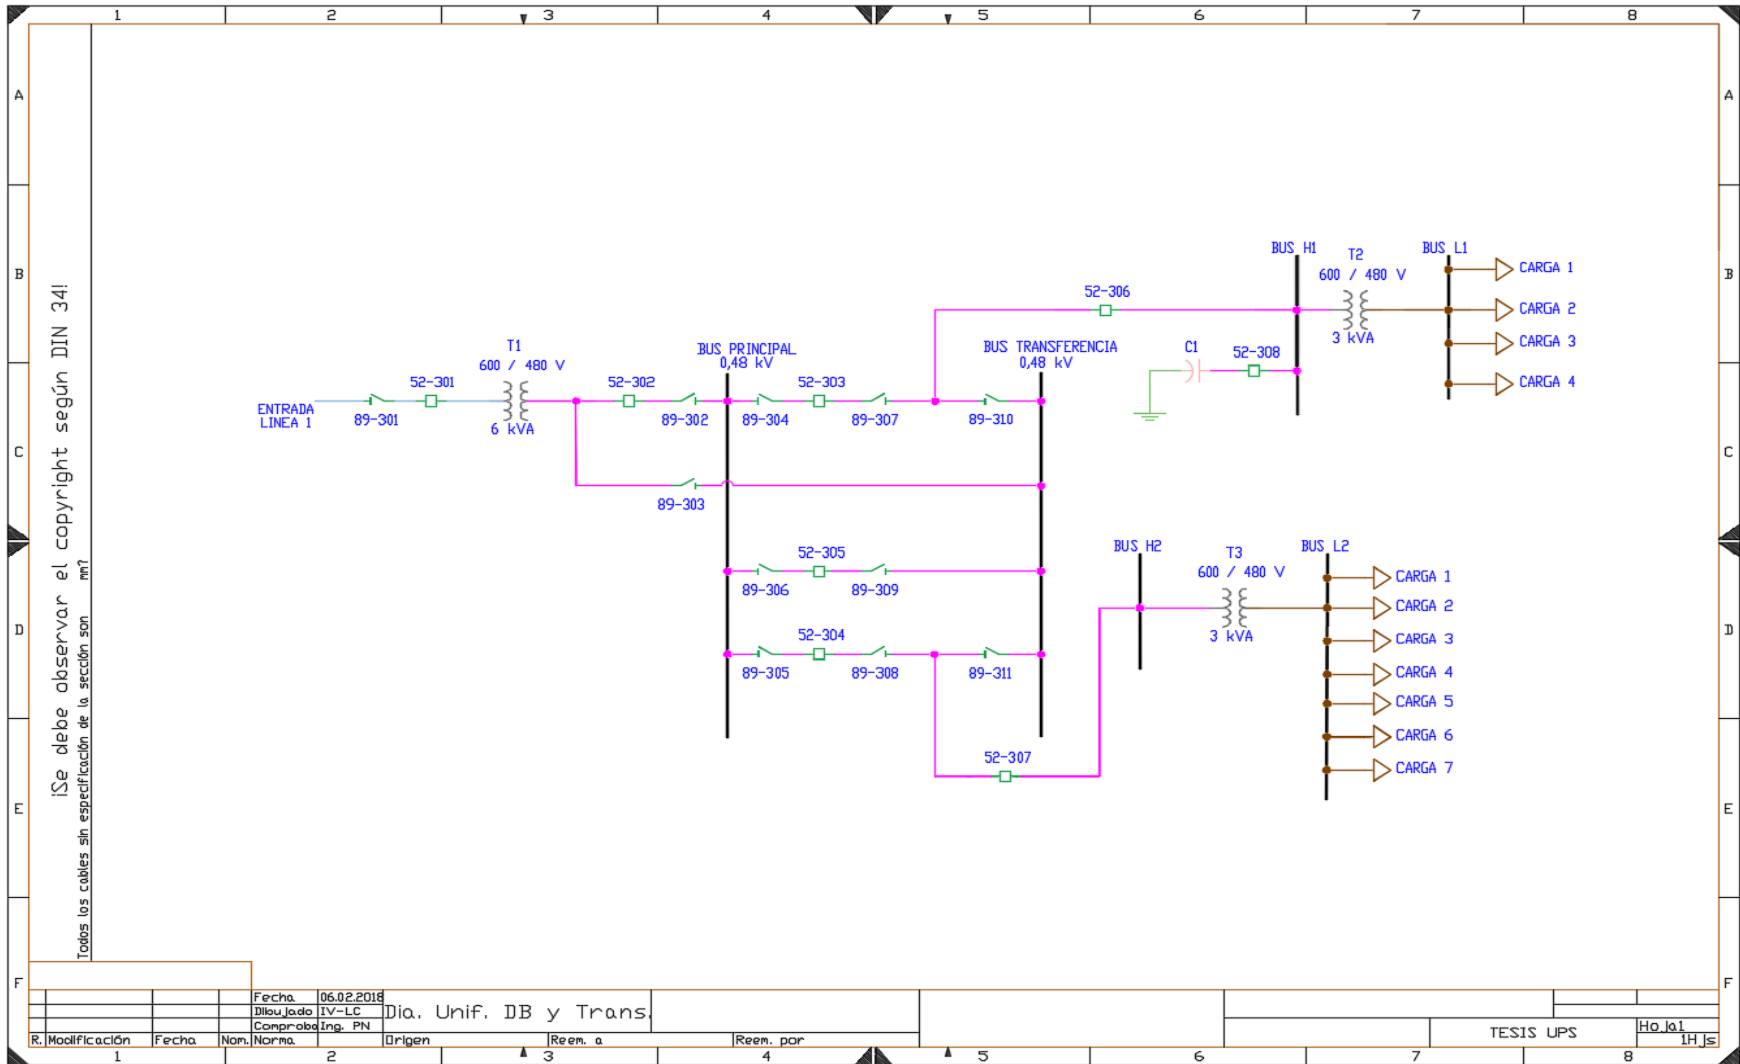 1 2 3 4 5 6 7 8
A A
B B
C C
D D
E E
F F
¡Se debe observar el copyright según DIN 34!
Todos los cables sin especificación de la sección son mm?
ENTRADA
LINEA 1
89-301
52-301
T1
600 / 480 V
6 kVA
52-302
89-302
89-303
BUS PRINCIPAL
0,48 kV
89-304
52-303
89-307
89-310
BUS TRANSFERENCIA
0,48 kV
52-305
89-306
89-309
52-304
89-305
89-308
89-311
52-306
C1
52-308
BUS H1
T2
600 / 480 V
3 kVA
BUS L1
CARGA 1
CARGA 2
CARGA 3
CARGA 4
52-307
BUS H2
T3
600 / 480 V
3 kVA
BUS L2
CARGA 1
CARGA 2
CARGA 3
CARGA 4
CARGA 5
CARGA 6
CARGA 7
Fecha 06.02.2018
Dibujado IV-LC
Comprobo Ing. PN
Dia. Unif. DB y Trans.
R. Modificación Fecha Nom. Norma Origen Reem. a Reem. por
TESIS UPS
Hoja1
1Hjs
1 2 3 4 5 6 7 8